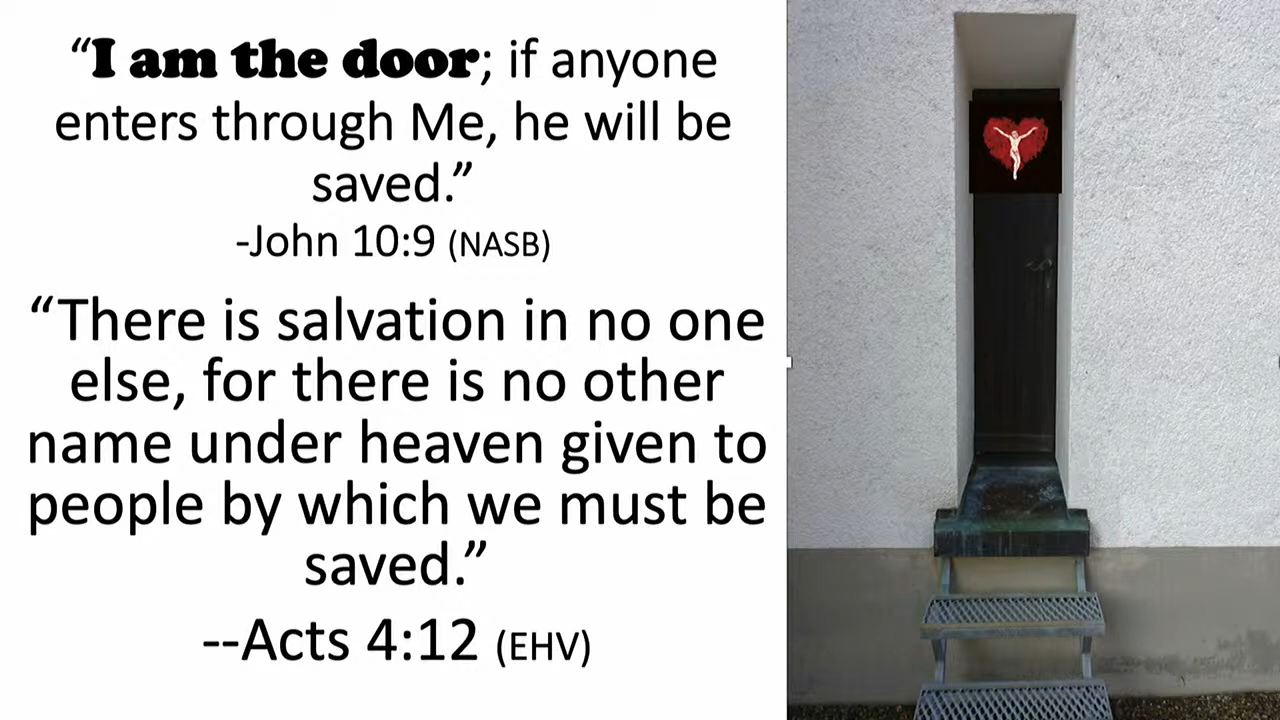 “I am the door; if anyone
enters through Me, he will be
saved.”
-John 10:9 (NASB)
“There is salvation in no one
else, for there is no other
name under heaven given to
people by which we must be
saved.”
--Acts 4:12 (EHV)